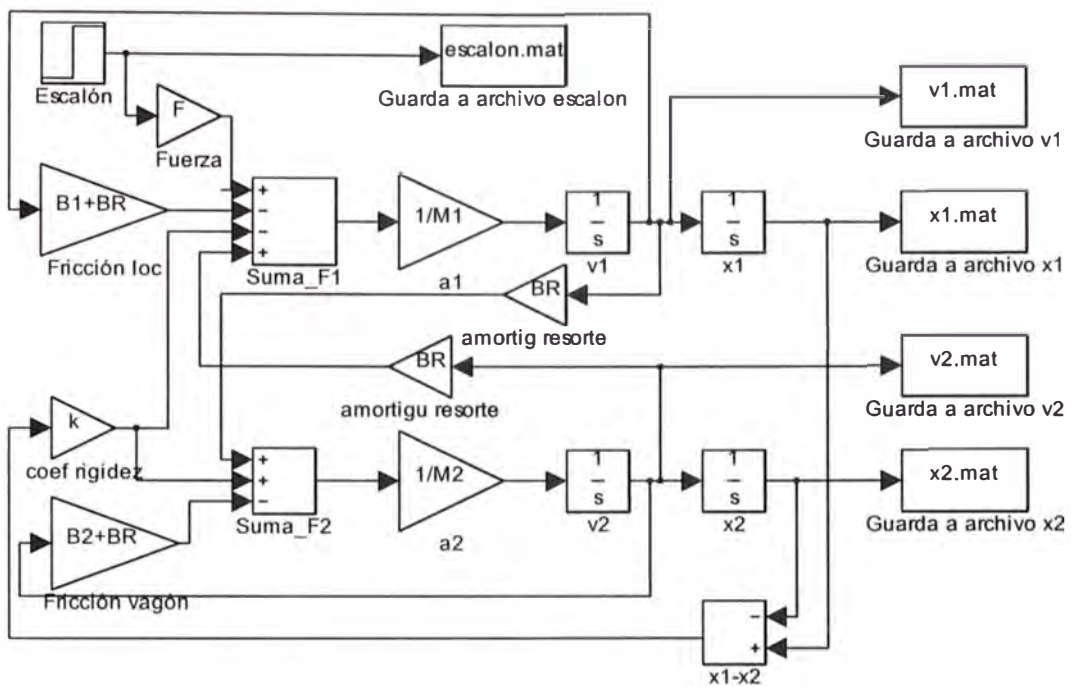 escalon.mat
Escalón
Guarda a archivo escalon
F
Fuerza
v1.mat
Guarda a archivo v1
B1+BR
Fricción loc
+
−
−
+
Suma_F1
1/M1
a1
1
s
v1
1
s
x1
x1.mat
Guarda a archivo x1
BR
amortig resorte
BR
amortigu resorte
v2.mat
Guarda a archivo v2
k
coef rigidez
+
+
−
Suma_F2
1/M2
a2
1
s
v2
1
s
x2
x2.mat
Guarda a archivo x2
B2+BR
Fricción vagón
−
+
x1-x2